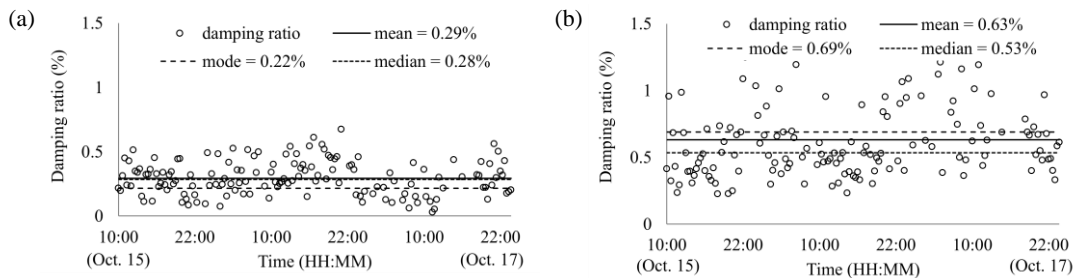 (a)
1.5
damping ratio
mean = 0.29%
mode = 0.22%
median = 0.28%
1
0.5
0
Damping ratio (%)
10:00
22:00
10:00
22:00
10:00
22:00
(Oct. 15)
Time (HH:MM)
(Oct. 17)
(b)
1.5
damping ratio
mean = 0.63%
mode = 0.69%
median = 0.53%
1
0.5
0
Damping ratio (%)
10:00
22:00
10:00
22:00
10:00
22:00
(Oct. 15)
Time (HH:MM)
(Oct. 17)